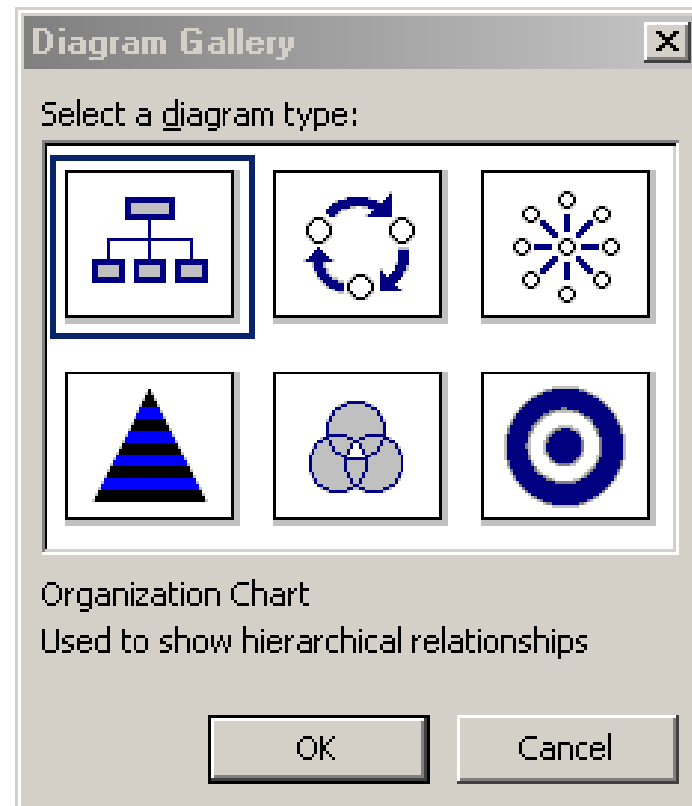 Diagram Gallery
Select a diagram type:
Organization Chart
Used to show hierarchical relationships
OK
Cancel